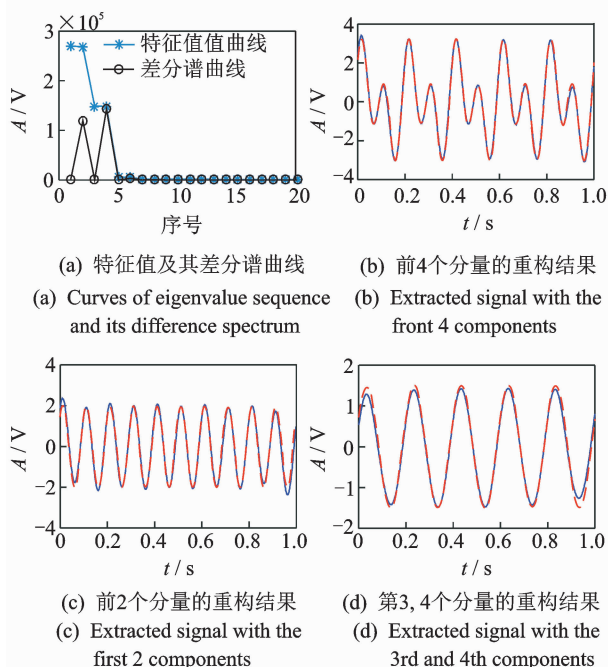 ×10⁵
3
2
1
0
A / V
特征值值曲线
差分谱曲线
0 5 10 15 20
序号
(a) 特征值及其差分谱曲线
(a) Curves of eigenvalue sequence
and its difference spectrum
4
2
0
−2
−4
A / V
0 0.2 0.4 0.6 0.8 1.0
t / s
(b) 前4个分量的重构结果
(b) Extracted signal with the
front 4 components
4
2
0
−2
−4
A / V
0 0.2 0.4 0.6 0.8 1.0
t / s
(c) 前2个分量的重构结果
(c) Extracted signal with the
first 2 components
2
1
0
−1
−2
A / V
0 0.2 0.4 0.6 0.8 1.0
t / s
(d) 第3, 4个分量的重构结果
(d) Extracted signal with the
3rd and 4th components